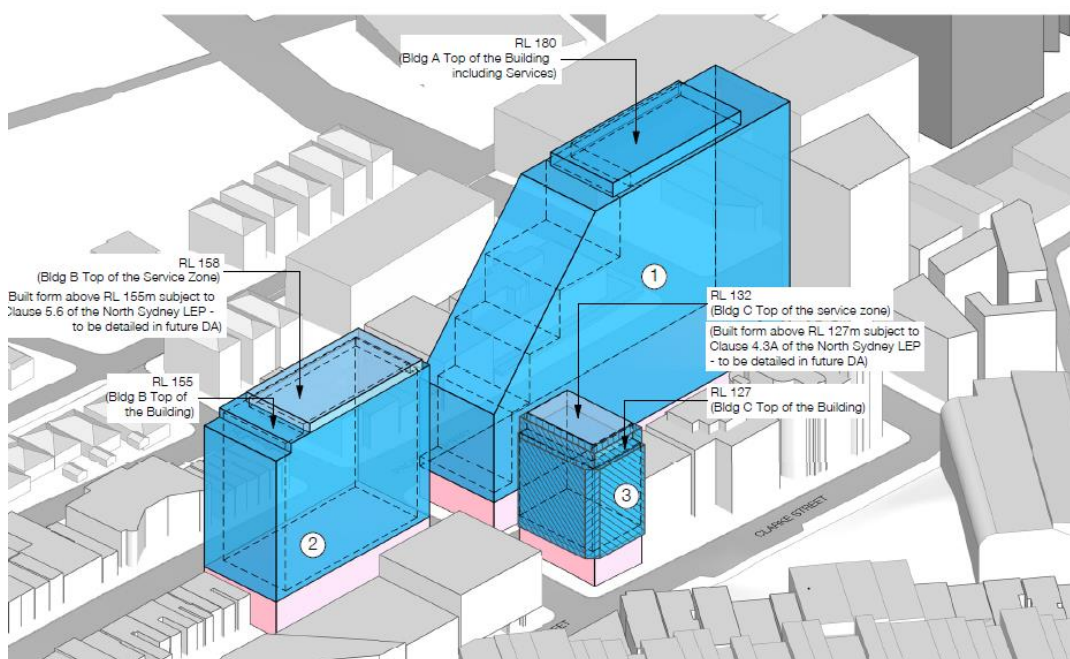 RL 180
(Bldg A Top of the Building
including Services)
RL 158
(Bldg B Top of the Service Zone)
Built form above RL 155m subject to
Clause 5.6 of the North Sydney LEP -
to be detailed in future DA)
RL 155
(Bldg B Top of
the Building)
1
RL 132
(Bldg C Top of the service zone)
(Built form above RL 127m subject to
Clause 4.3A of the North Sydney LEP
- to be detailed in future DA)
RL 127
(Bldg C Top of the Building)
2
3
CLARKE STREET